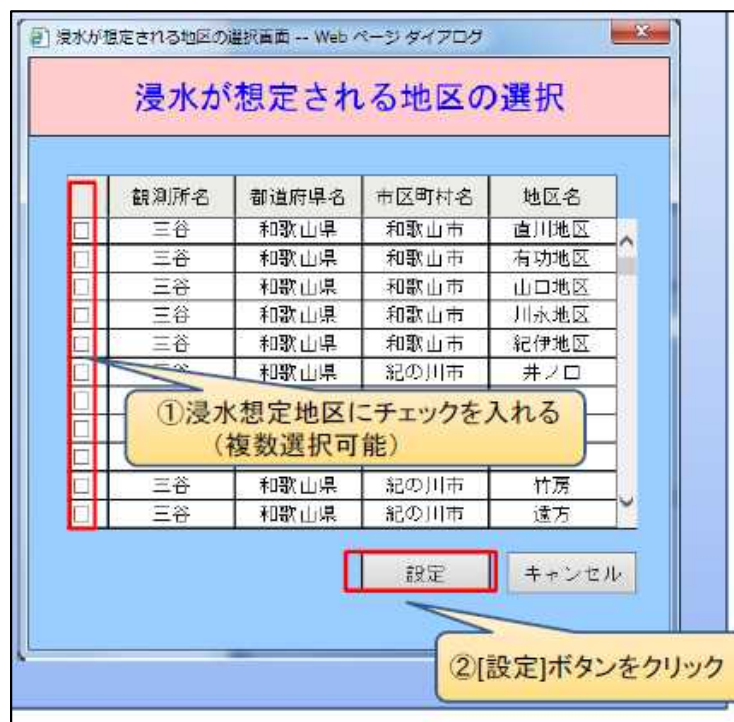 浸水が想定される地区の選択画面 -- Web ページ ダイアログ
浸水が想定される地区の選択
観測所名 都道府県名 市区町村名 地区名
三谷 和歌山県 和歌山市 直川地区
三谷 和歌山県 和歌山市 有功地区
三谷 和歌山県 和歌山市 山口地区
三谷 和歌山県 和歌山市 川永地区
三谷 和歌山県 和歌山市 紀伊地区
三谷 和歌山県 紀の川市 井ノ口
①浸水想定地区にチェックを入れる
(複数選択可能)
三谷 和歌山県 紀の川市 竹房
三谷 和歌山県 紀の川市 遠方
設定 キャンセル
②[設定]ボタンをクリック